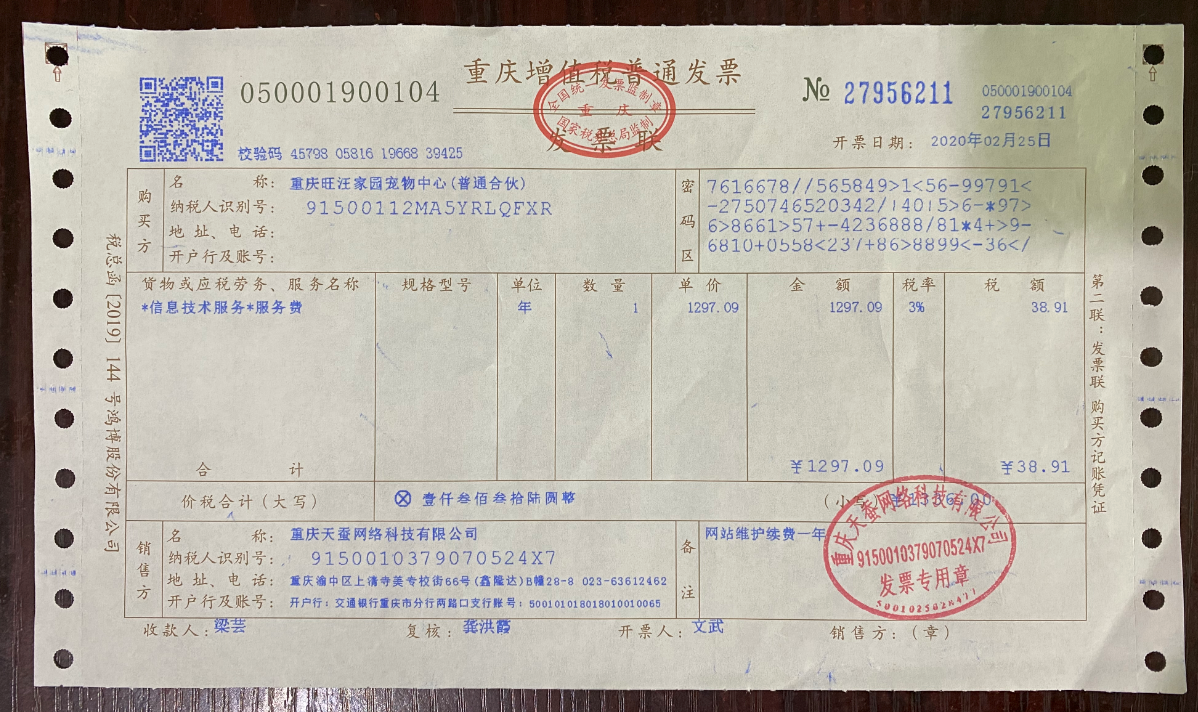 重庆增值税普通发票
发票联
全国统一发票监制章
重庆
国家税务总局监制
050001900104
№ 27956211
050001900104
27956211
校验码 45798 05816 19668 39425
开票日期: 2020年02月25日
购买方
名称: 重庆旺汪家园宠物中心(普通合伙)
纳税人识别号: 91500112MA5YRLQFXR
地址、电话:
开户行及账号:
密码区
7616678//565849>1<56-99791<
-2750746520342/14015>6-*97>
6>8661>57+-4236888/81*4+>9-
6810+0558<237+86>8899<-36</
货物或应税劳务、服务名称 规格型号 单位 数量 单价 金额 税率 税额
*信息技术服务*服务费 年 1 1297.09 1297.09 3% 38.91
合计 ¥1297.09 ¥38.91
价税合计(大写) ⊗ 壹仟叁佰叁拾陆圆整 (小写) ¥1336.00
销售方
名称: 重庆天蚕网络科技有限公司
纳税人识别号: 9150010379070524X7
地址、电话: 重庆渝中区上清寺美专校街66号(鑫隆达)B幢28-8 023-63612462
开户行及账号: 开户行:交通银行重庆市分行两路口支行账号:500101018018010010065
备注
网站维护续费一年
重庆天蚕网络科技有限公司
9150010379070524X7
发票专用章
收款人: 梁芸 复核: 龚洪霞 开票人: 文武 销售方:(章)
税总函[2019]144号鸿博股份有限公司
第二联:发票联 购买方记账凭证